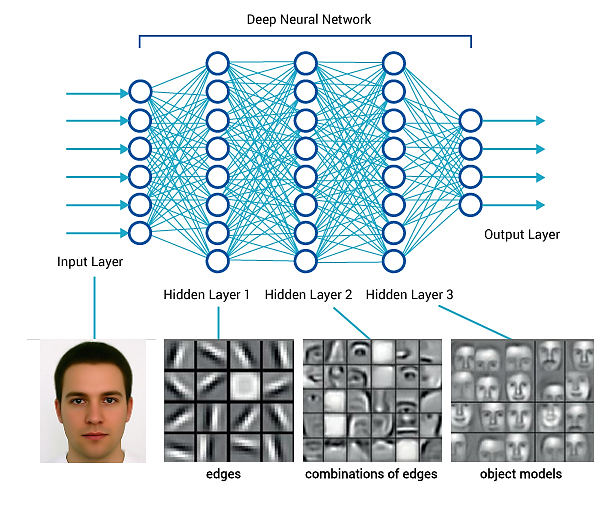 Deep Neural Network
Input Layer
Output Layer
Hidden Layer 1
Hidden Layer 2
Hidden Layer 3
edges
combinations of edges
object models